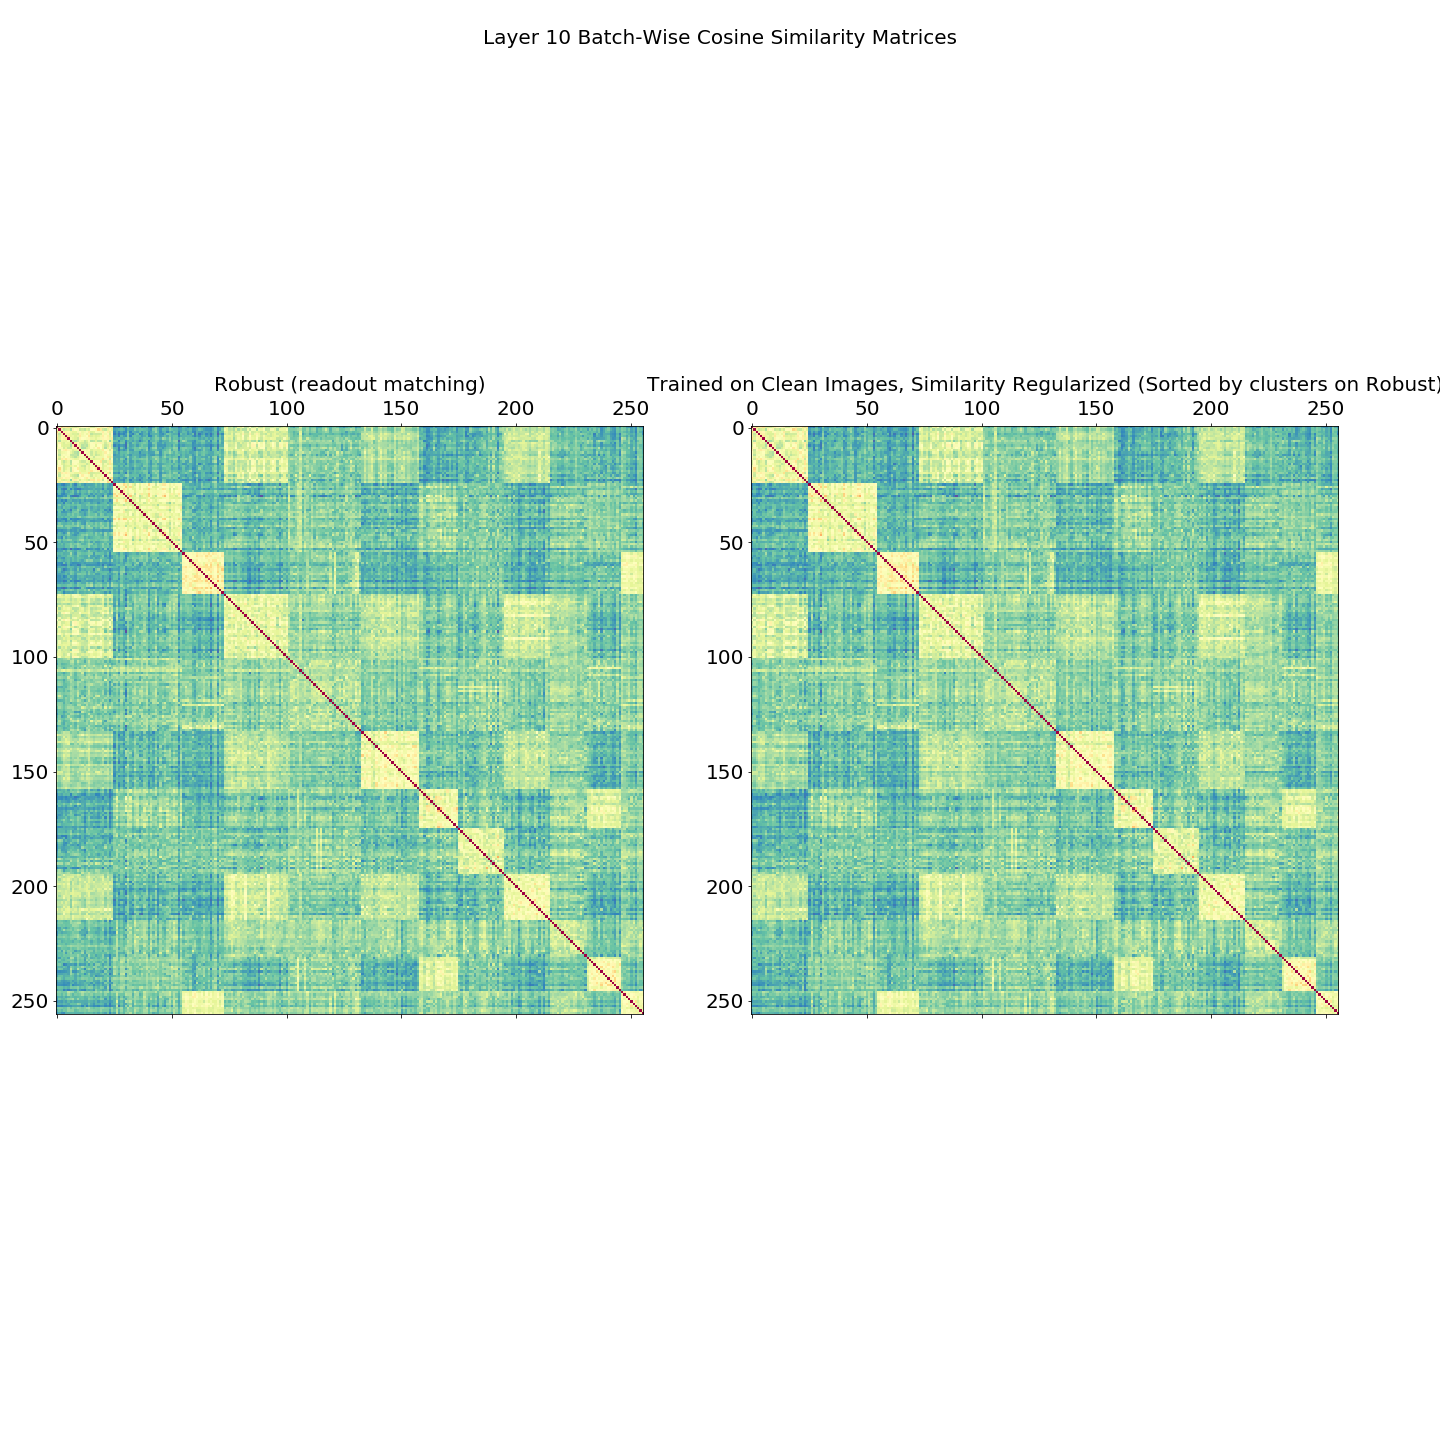 Layer 10 Batch-Wise Cosine Similarity Matrices
Robust (readout matching)
0 50 100 150 200 250
0
50
100
150
200
250
Trained on Clean Images, Similarity Regularized (Sorted by clusters on Robust)
0 50 100 150 200 250
0
50
100
150
200
250